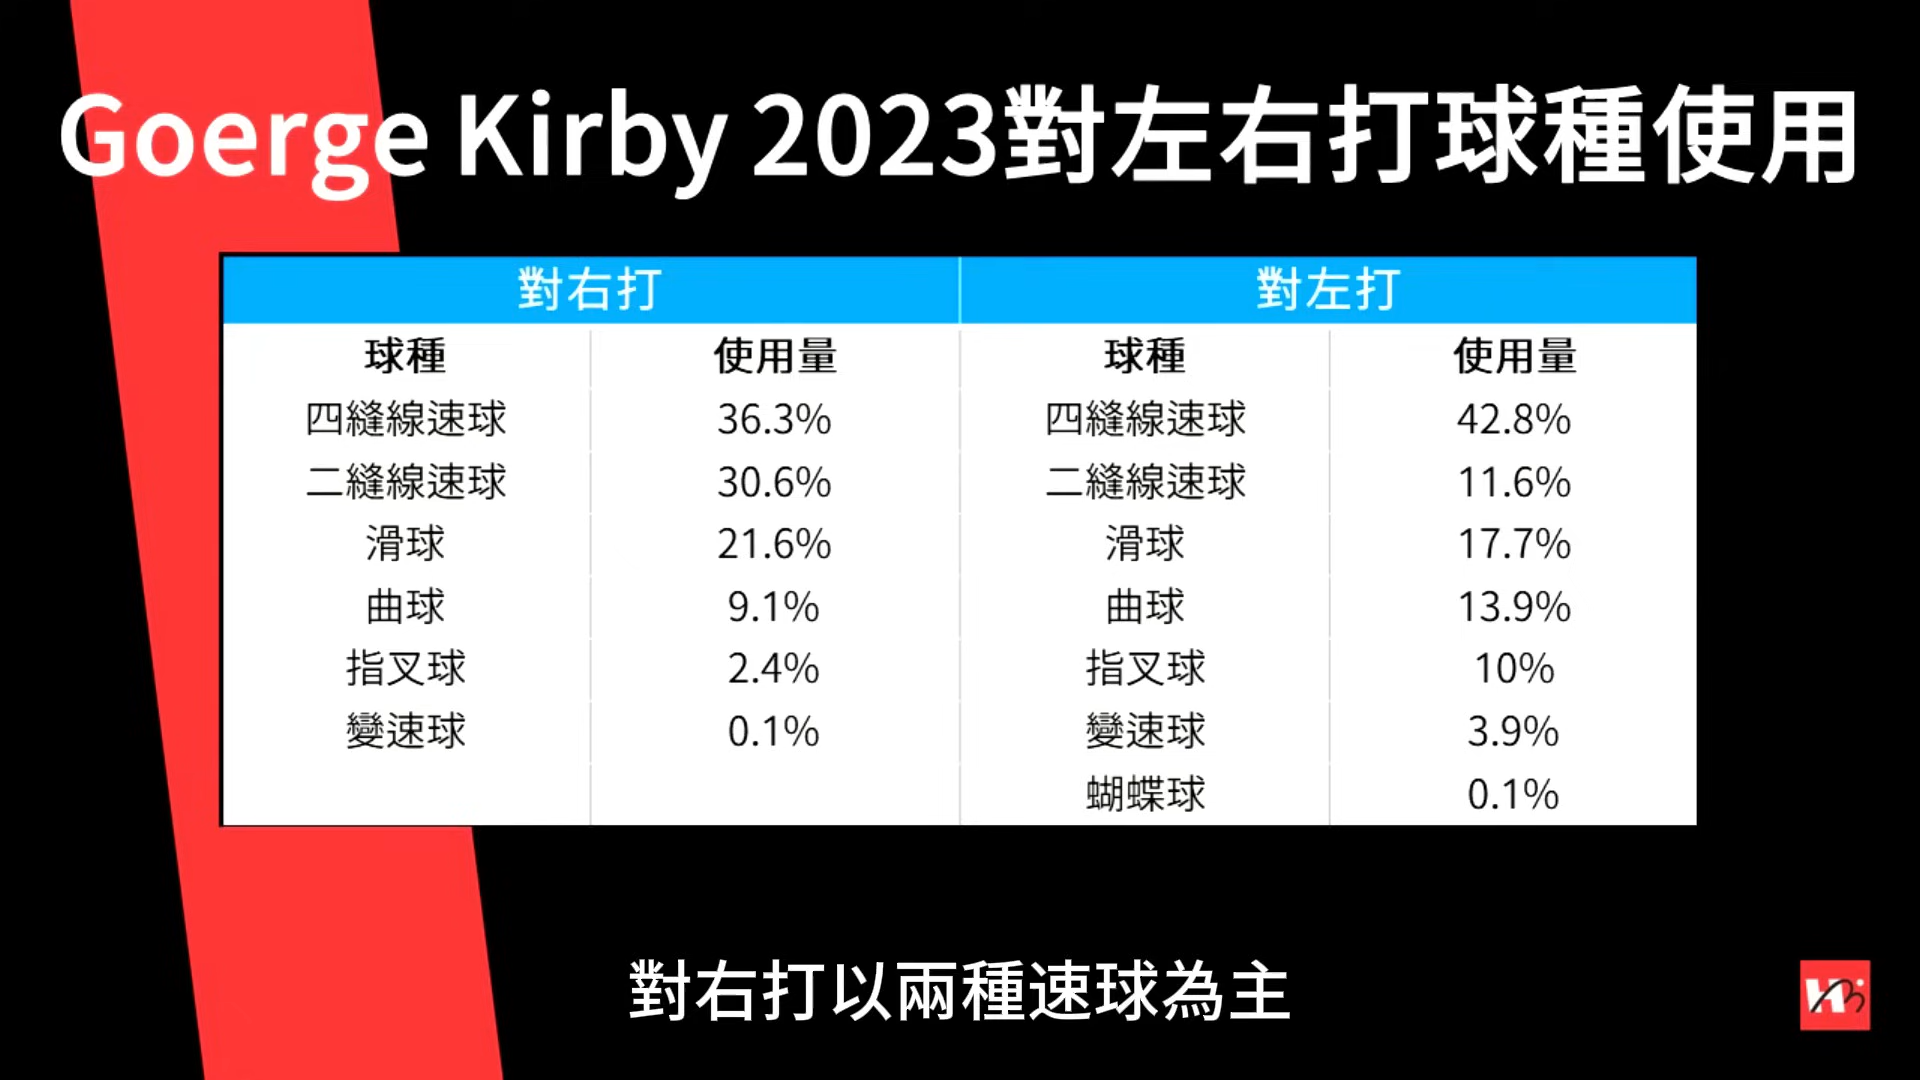 Goerge Kirby 2023對左右打球種使用
對右打 對左打
球種 使用量 球種 使用量
四縫線速球 36.3% 四縫線速球 42.8%
二縫線速球 30.6% 二縫線速球 11.6%
滑球 21.6% 滑球 17.7%
曲球 9.1% 曲球 13.9%
指叉球 2.4% 指叉球 10%
變速球 0.1% 變速球 3.9%
蝴蝶球 0.1%
對右打以兩種速球為主